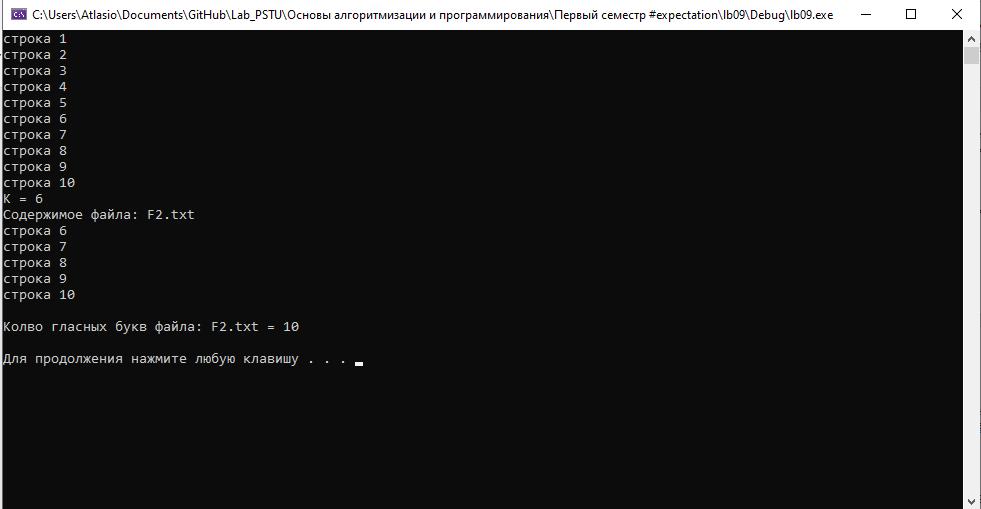 C:\Users\Atlasio\Documents\GitHub\Lab_PSTU\Основы алгоритмизации и программирования\Первый семестр #expectation\lb09\Debug\lb09.exe
строка 1
строка 2
строка 3
строка 4
строка 5
строка 6
строка 7
строка 8
строка 9
строка 10
K = 6
Содержимое файла: F2.txt
строка 6
строка 7
строка 8
строка 9
строка 10
Колво гласных букв файла: F2.txt = 10
Для продолжения нажмите любую клавишу . . .